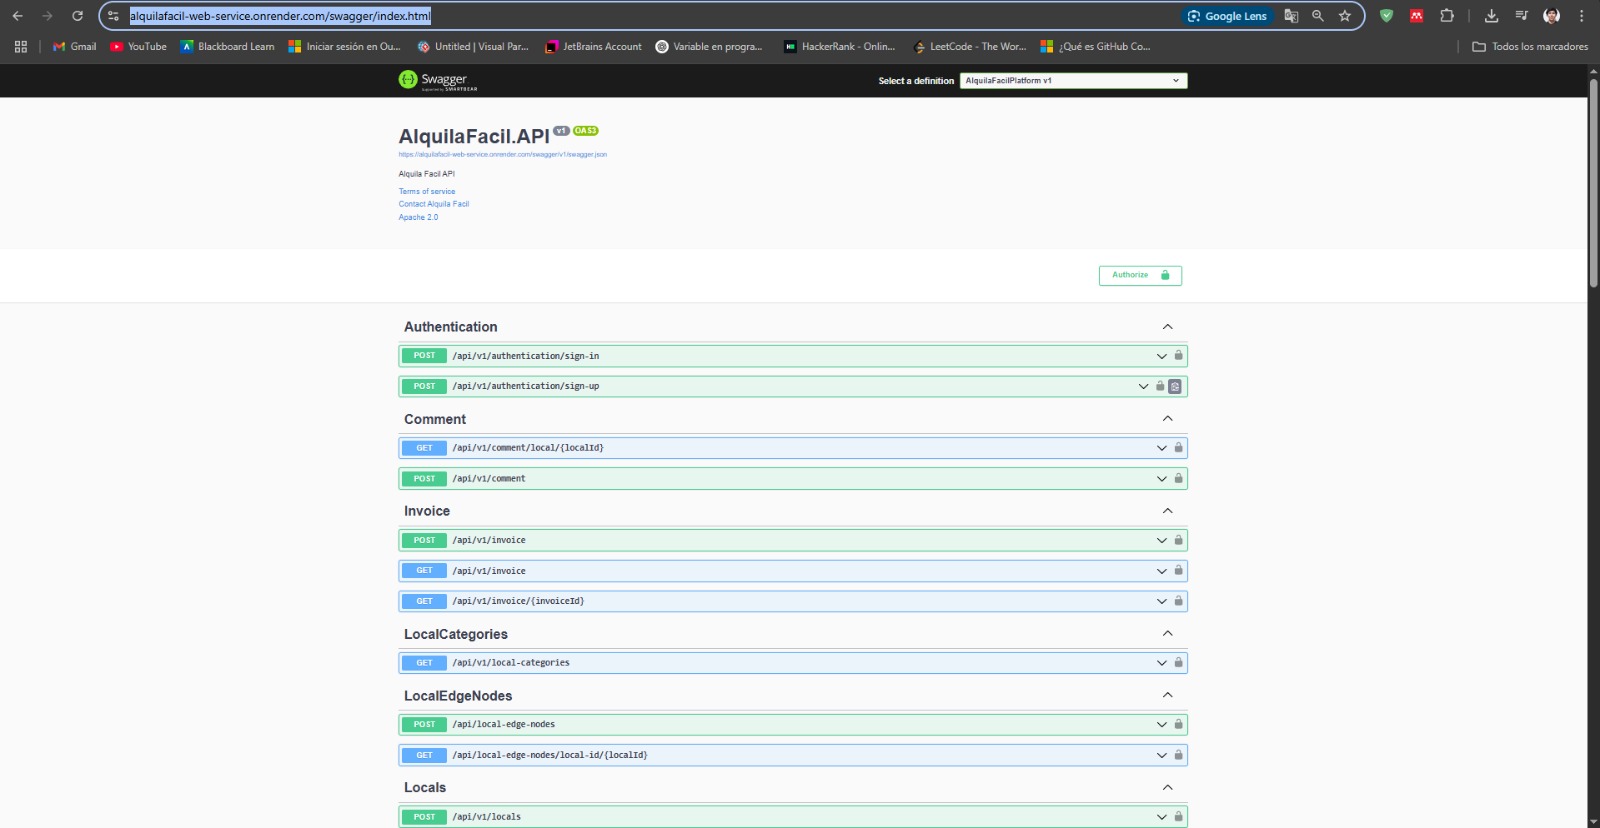 alquilafacil-web-service.onrender.com/swagger/index.html
Google Lens
Gmail
YouTube
Blackboard Learn
Iniciar sesión en Ou...
Untitled | Visual Par...
JetBrains Account
Variable en progra...
HackerRank - Onlin...
LeetCode - The Wor...
¿Qué es GitHub Co...
Todos los marcadores
Swagger
Supported by SMARTBEAR
Select a definition
AlquilaFacilPlatform v1
AlquilaFacil.API v1 OAS3
https://alquilafacil-web-service.onrender.com/swagger/v1/swagger.json
Alquila Facil API
Terms of service
Contact Alquila Facil
Apache 2.0
Authorize
Authentication
POST /api/v1/authentication/sign-in
POST /api/v1/authentication/sign-up
Comment
GET /api/v1/comment/local/{localId}
POST /api/v1/comment
Invoice
POST /api/v1/invoice
GET /api/v1/invoice
GET /api/v1/invoice/{invoiceId}
LocalCategories
GET /api/v1/local-categories
LocalEdgeNodes
POST /api/local-edge-nodes
GET /api/local-edge-nodes/local-id/{localId}
Locals
POST /api/v1/locals